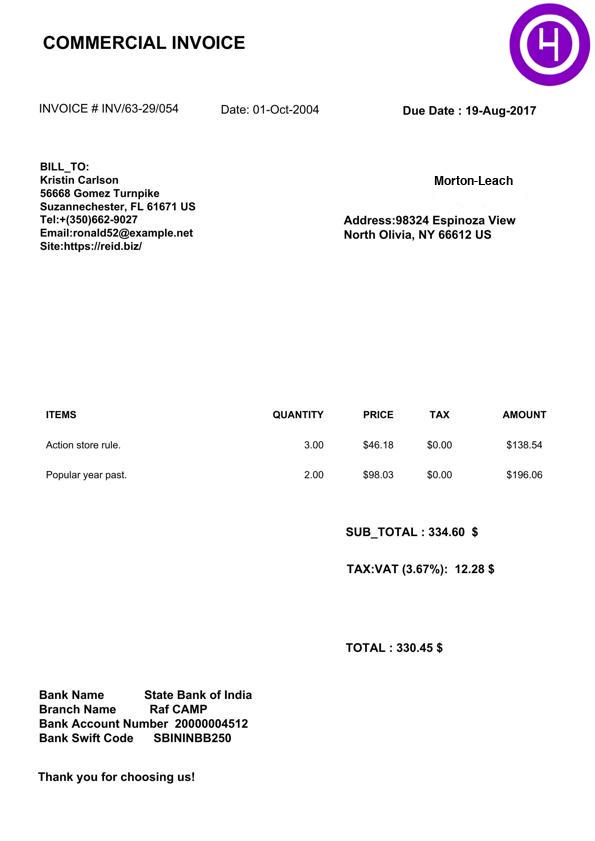 COMMERCIAL INVOICE
INVOICE # INV/63-29/054 Date: 01-Oct-2004 Due Date : 19-Aug-2017
BILL_TO:
Kristin Carlson
56668 Gomez Turnpike
Suzannechester, FL 61671 US
Tel:+(350)662-9027
Email:ronald52@example.net
Site:https://reid.biz/
Morton-Leach
Address:98324 Espinoza View
North Olivia, NY 66612 US
ITEMS QUANTITY PRICE TAX AMOUNT
Action store rule. 3.00 $46.18 $0.00 $138.54
Popular year past. 2.00 $98.03 $0.00 $196.06
SUB_TOTAL : 334.60 $
TAX:VAT (3.67%): 12.28 $
TOTAL : 330.45 $
Bank Name State Bank of India
Branch Name Raf CAMP
Bank Account Number 20000004512
Bank Swift Code SBININBB250
Thank you for choosing us!